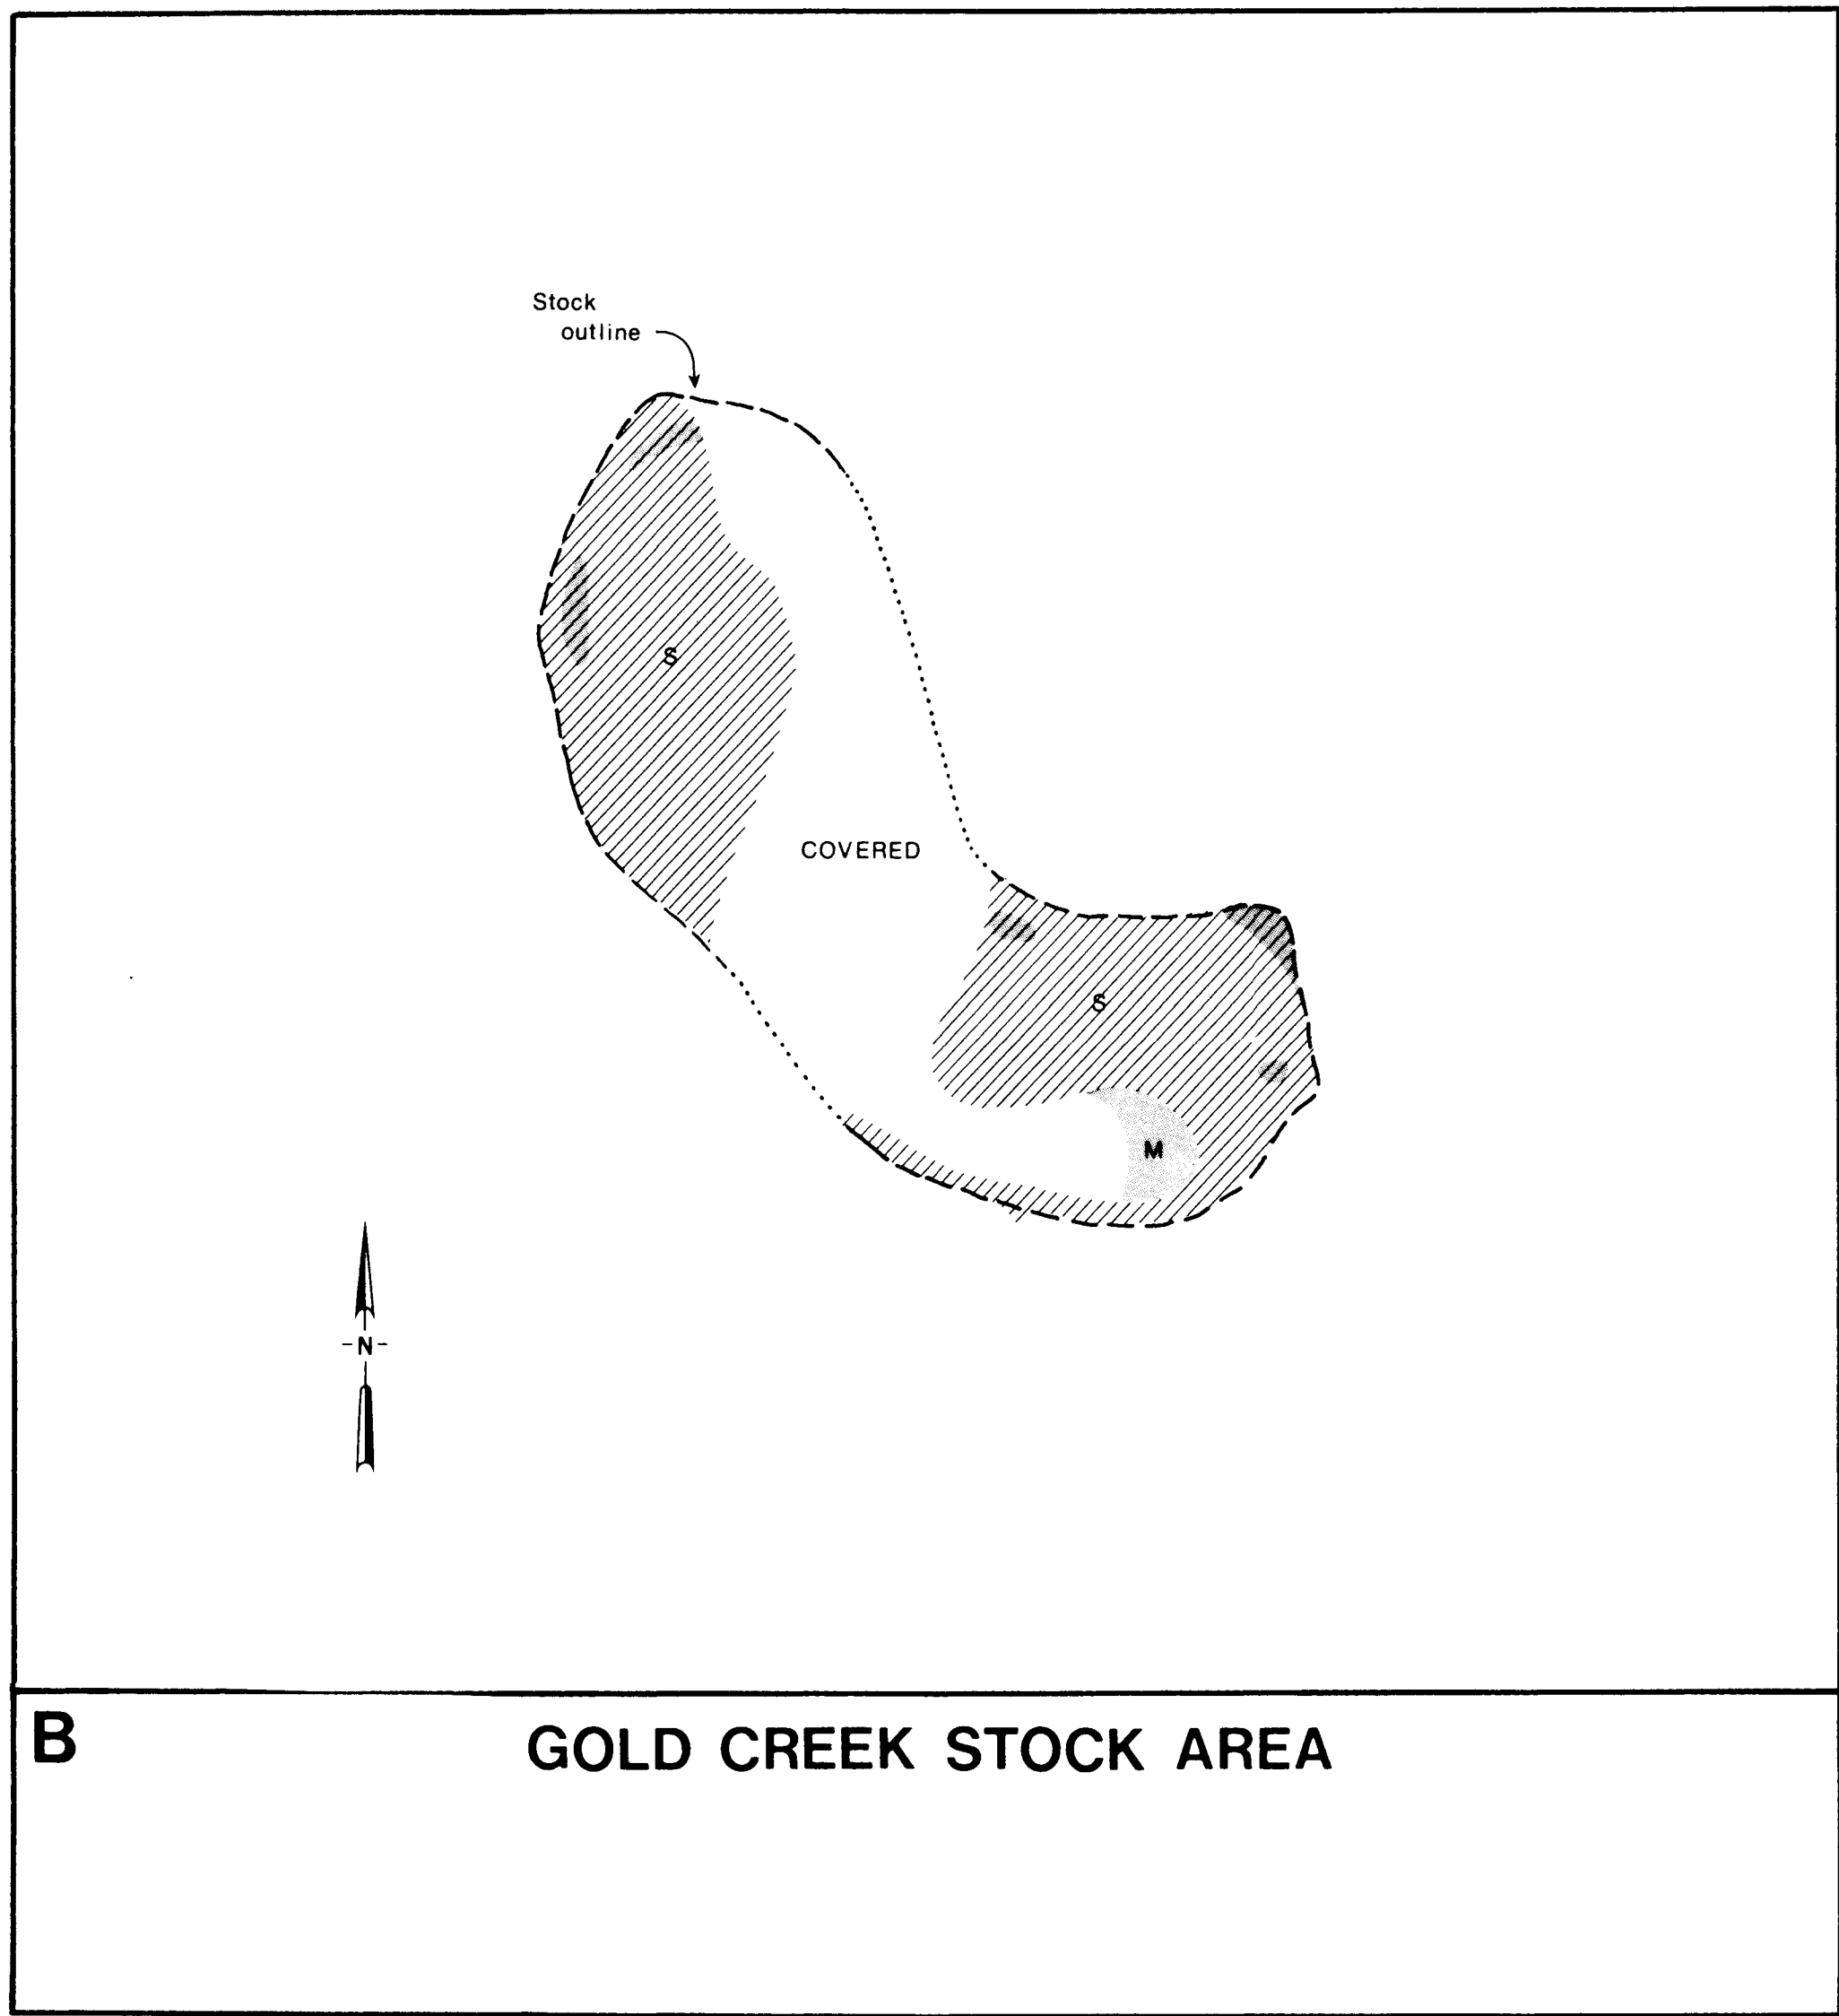 Stock
outline
S
COVERED
S
M
-N-
B
GOLD CREEK STOCK AREA